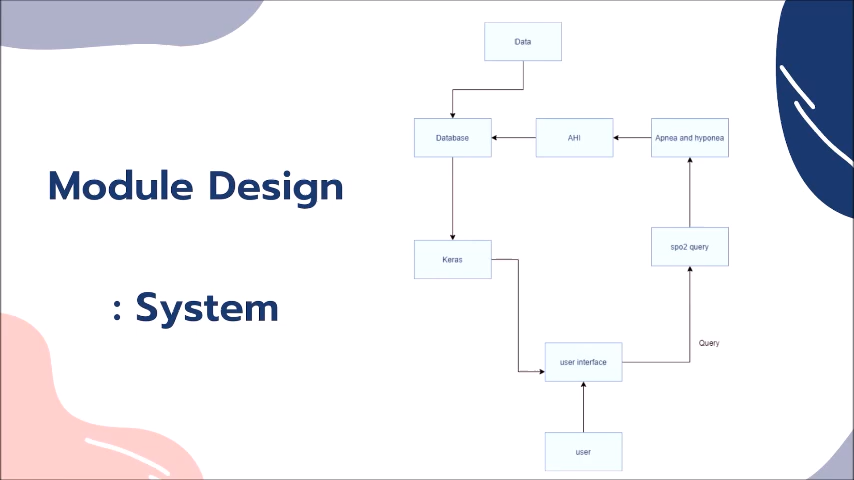 Module Design
: System
Data
Database
AHI
Apnea and hyponea
Keras
spo2 query
Query
user interface
user